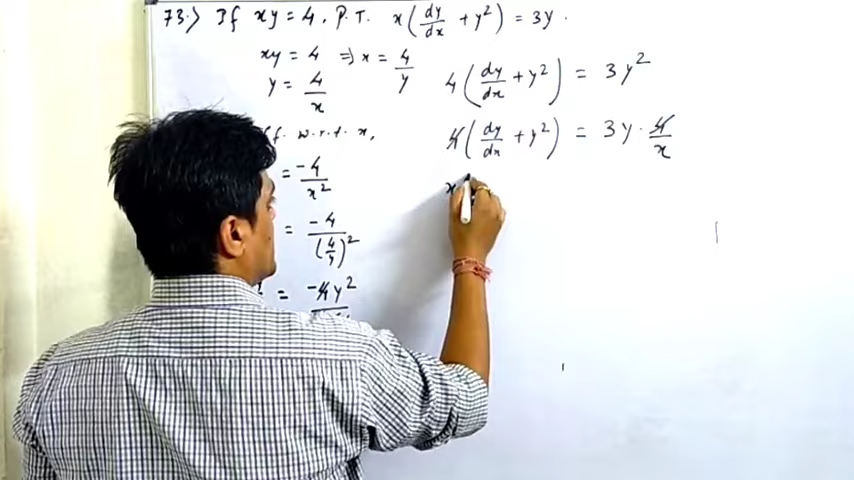 73.) If xy = 4, P.T. x(dy/dx + y²) = 3y.
xy = 4 ⇒ x = 4/y
y = 4/x
w.r.t. x,
= -4/x²
= -4/(4/y)²
= -4y²
4(dy/dx + y²) = 3y²
4(dy/dx + y²) = 3y · 4/x
x